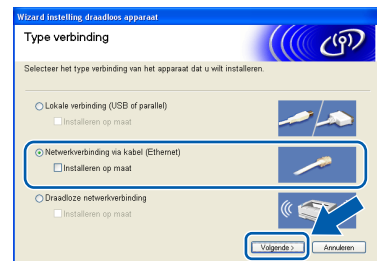 Wizard instelling draadloos apparaat
Type verbinding
Selecteer het type verbinding van het apparaat dat u wilt installeren.
Lokale verbinding (USB of parallel)
Installeren op maat
Netwerkverbinding via kabel (Ethernet)
Installeren op maat
Draadloze netwerkverbinding
Installeren op maat
Volgende >
Annuleren